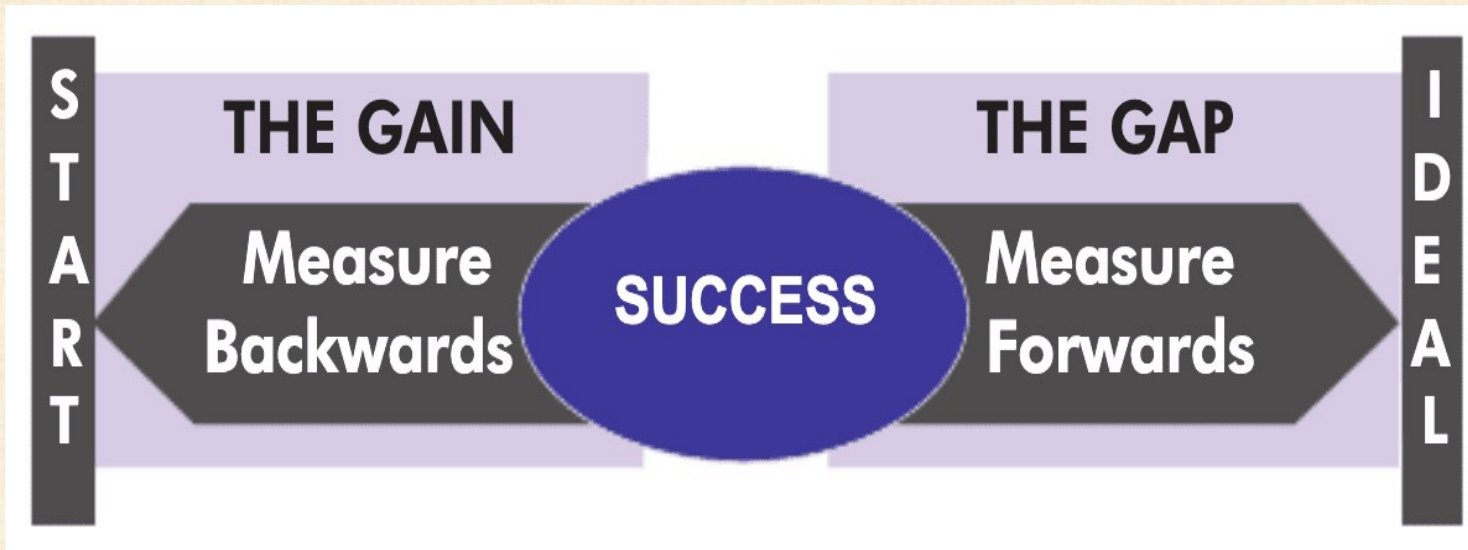 START
THE GAIN
Measure
Backwards
SUCCESS
THE GAP
Measure
Forwards
IDEAL